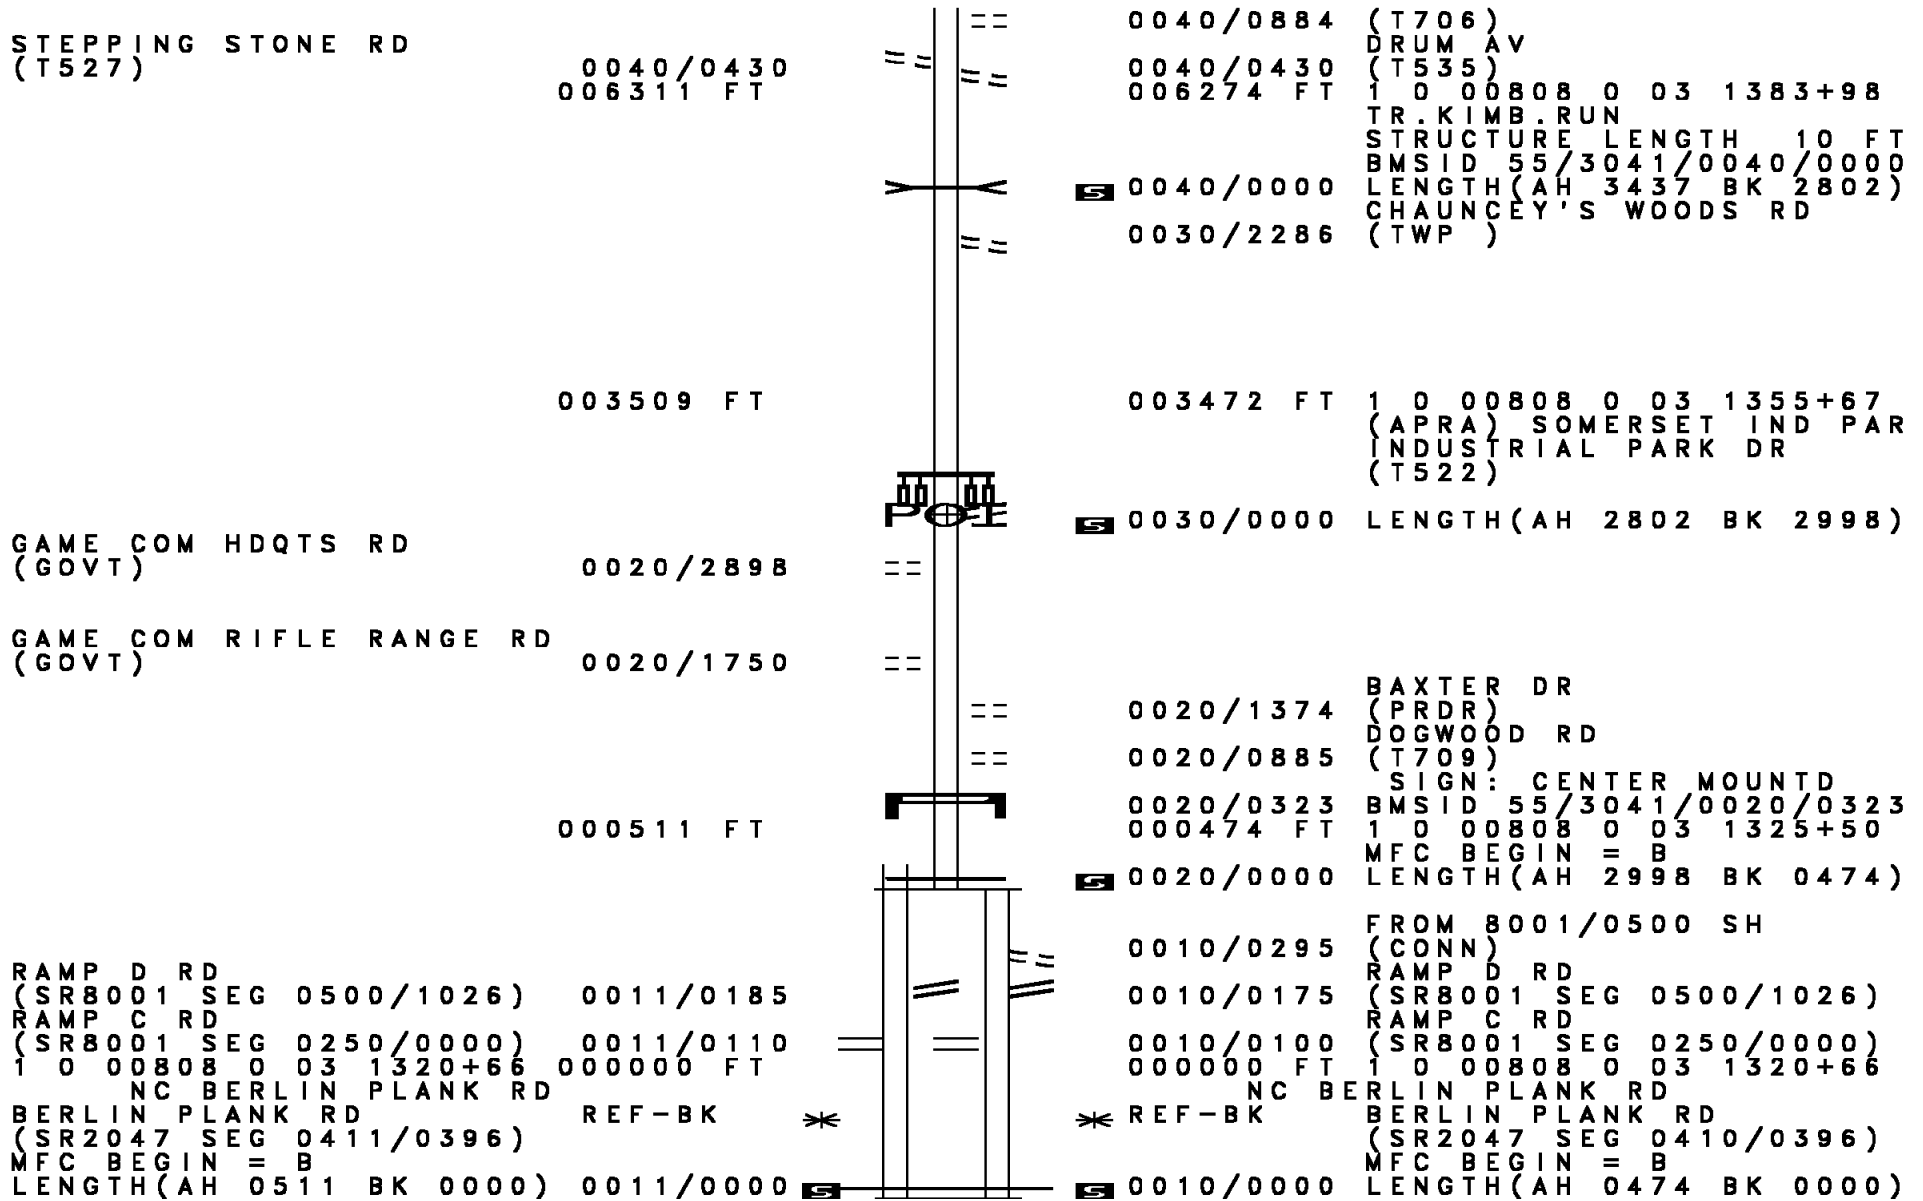 0040/0884 (T706)
STEPPING STONE RD
DRUM AV
(T527) 0040/0430 0040/0430 (T535)
006311 FT 006274 FT 1 0 00808 0 03 1383+98
TR.KIMB.RUN
STRUCTURE LENGTH 10 FT
BMSID 55/3041/0040/0000
S 0040/0000 LENGTH(AH 3437 BK 2802)
CHAUNCEY'S WOODS RD
0030/2286 (TWP )
003509 FT 003472 FT 1 0 00808 0 03 1355+67
(APRA) SOMERSET IND PAR
INDUSTRIAL PARK DR
(T522)
S 0030/0000 LENGTH(AH 2802 BK 2998)
GAME COM HDQTS RD
(GOVT) 0020/2898
GAME COM RIFLE RANGE RD
(GOVT) 0020/1750
BAXTER DR
0020/1374 (PRDR)
DOGWOOD RD
0020/0885 (T709)
SIGN: CENTER MOUNTD
0020/0323 BMSID 55/3041/0020/0323
000511 FT 000474 FT 1 0 00808 0 03 1325+50
MFC BEGIN = B
S 0020/0000 LENGTH(AH 2998 BK 0474)
FROM 8001/0500 SH
0010/0295 (CONN)
RAMP D RD RAMP D RD
(SR8001 SEG 0500/1026) 0011/0185 0010/0175 (SR8001 SEG 0500/1026)
RAMP C RD RAMP C RD
(SR8001 SEG 0250/0000) 0011/0110 0010/0100 (SR8001 SEG 0250/0000)
1 0 00808 0 03 1320+66 000000 FT 000000 FT 1 0 00808 0 03 1320+66
NC BERLIN PLANK RD NC BERLIN PLANK RD
BERLIN PLANK RD REF-BK REF-BK BERLIN PLANK RD
(SR2047 SEG 0411/0396) (SR2047 SEG 0410/0396)
MFC BEGIN = B MFC BEGIN = B
LENGTH(AH 0511 BK 0000) 0011/0000 S S 0010/0000 LENGTH(AH 0474 BK 0000)